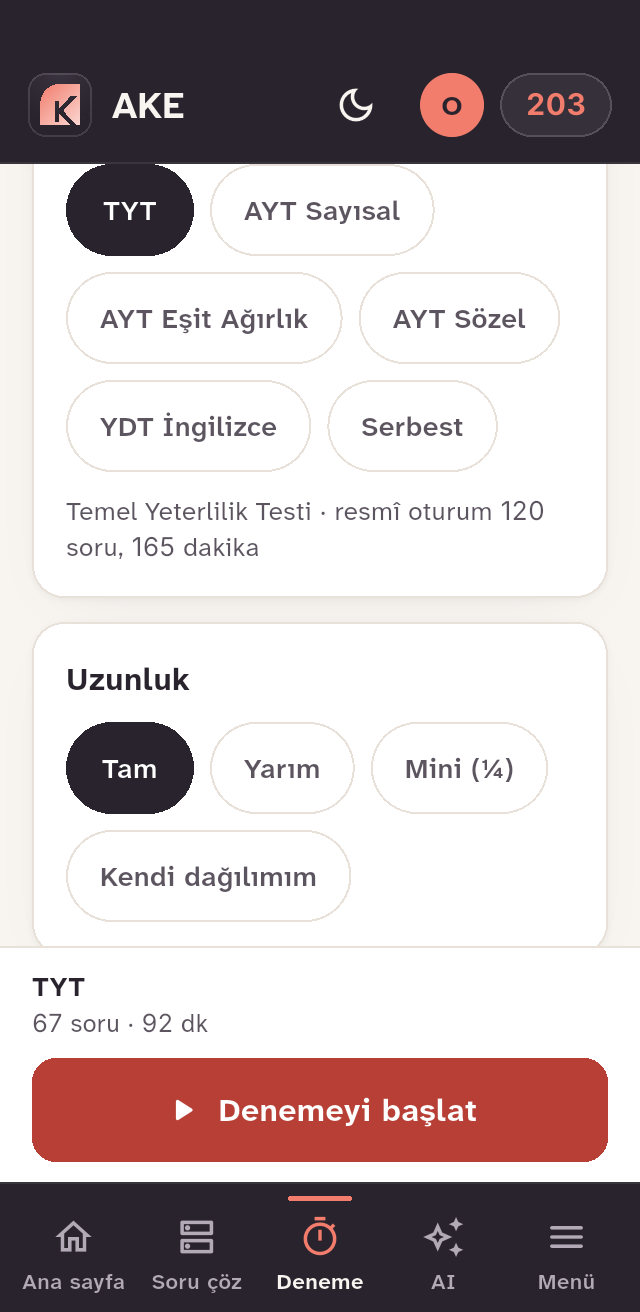 K
AKE
O
203
TYT
AYT Sayısal
AYT Eşit Ağırlık
AYT Sözel
YDT İngilizce
Serbest
Temel Yeterlilik Testi · resmî oturum 120
soru, 165 dakika
Uzunluk
Tam
Yarım
Mini (¼)
Kendi dağılımım
TYT
67 soru · 92 dk
Denemeyi başlat
Ana sayfa
Soru çöz
Deneme
AI
Menü